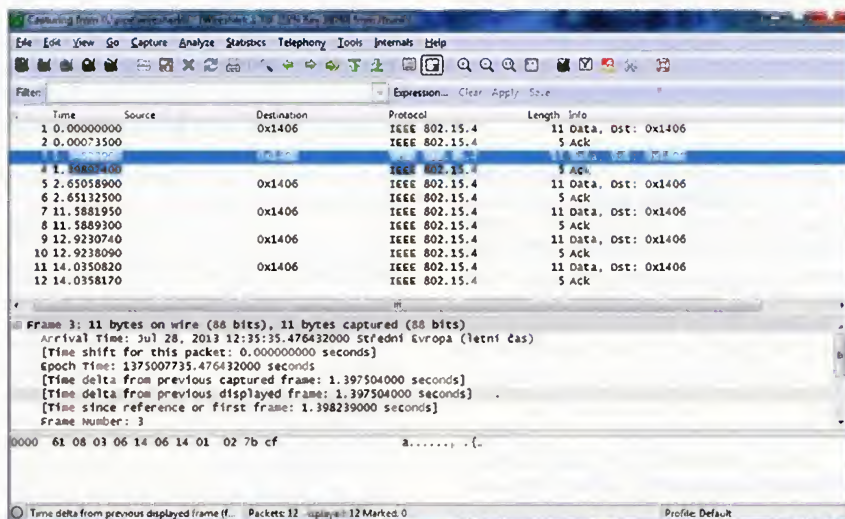 Capturing from
File Edit View Go Capture Analyze Statistics Telephony Tools Internals Help
Filter: Expression... Clear Apply Save
Time Source Destination Protocol Length Info
1 0.00000000 0x1406 IEEE 802.15.4 11 Data, Dst: 0x1406
2 0.00073500 IEEE 802.15.4 5 Ack
3
4 IEEE 802.15.4 5 Ack
5 2.65058900 0x1406 IEEE 802.15.4 11 Data, Dst: 0x1406
6 2.65132500 IEEE 802.15.4 5 Ack
7 11.5881950 0x1406 IEEE 802.15.4 11 Data, Dst: 0x1406
8 11.5889300 IEEE 802.15.4 5 Ack
9 12.9230740 0x1406 IEEE 802.15.4 11 Data, Dst: 0x1406
10 12.9238090 IEEE 802.15.4 5 Ack
11 14.0350820 0x1406 IEEE 802.15.4 11 Data, Dst: 0x1406
12 14.0358170 IEEE 802.15.4 5 Ack
Frame 3: 11 bytes on wire (88 bits), 11 bytes captured (88 bits)
Arrival Time: Jul 28, 2013 12:35:35.476432000 Střední Evropa (letní čas)
[Time shift for this packet: 0.000000000 seconds]
Epoch Time: 1375007735.476432000 seconds
[Time delta from previous captured frame: 1.397504000 seconds]
[Time delta from previous displayed frame: 1.397504000 seconds]
[Time since reference or first frame: 1.398239000 seconds]
Frame Number: 3
0000 61 08 03 06 14 06 14 01 02 7b cf a......, .{.
Time delta from previous displayed frame (f... Packets: 12 12 Marked: 0 Profile: Default